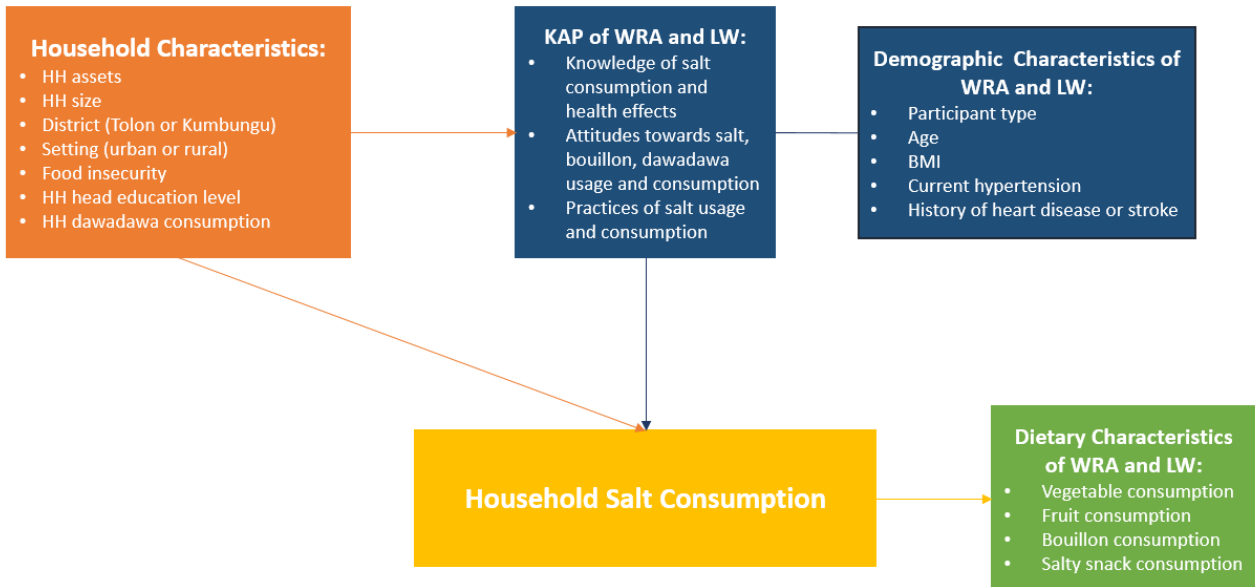 Household Characteristics:
• HH assets
• HH size
• District (Tolon or Kumbungu)
• Setting (urban or rural)
• Food insecurity
• HH head education level
• HH dawadawa consumption
KAP of WRA and LW:
• Knowledge of salt
consumption and
health effects
• Attitudes towards salt,
bouillon, dawadawa
usage and consumption
• Practices of salt usage
and consumption
Demographic Characteristics of
WRA and LW:
• Participant type
• Age
• BMI
• Current hypertension
• History of heart disease or stroke
Household Salt Consumption
Dietary Characteristics
of WRA and LW:
• Vegetable consumption
• Fruit consumption
• Bouillon consumption
• Salty snack consumption